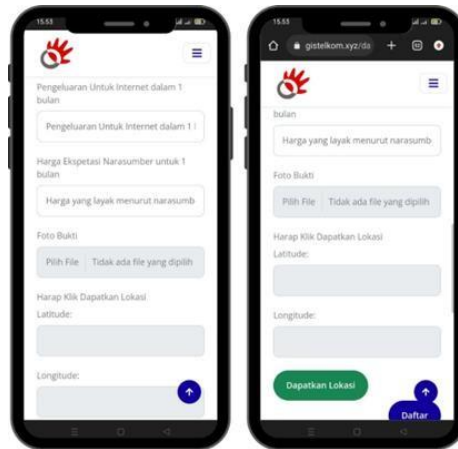 15.53
Pengeluaran Untuk Internet dalam 1
bulan
Pengeluaran Untuk Internet dalam 1
Harga Ekspetasi Narasumber untuk 1
bulan
Harga yang layak menurut narasumb
Foto Bukti
Pilih File Tidak ada file yang dipilih
Harap Klik Dapatkan Lokasi
Latitude:
Longitude:
15.53
gistelkom.xyz/da
bulan
Harga yang layak menurut narasumb
Foto Bukti
Pilih File Tidak ada file yang dipilih
Harap Klik Dapatkan Lokasi
Latitude:
Longitude:
Dapatkan Lokasi
Daftar